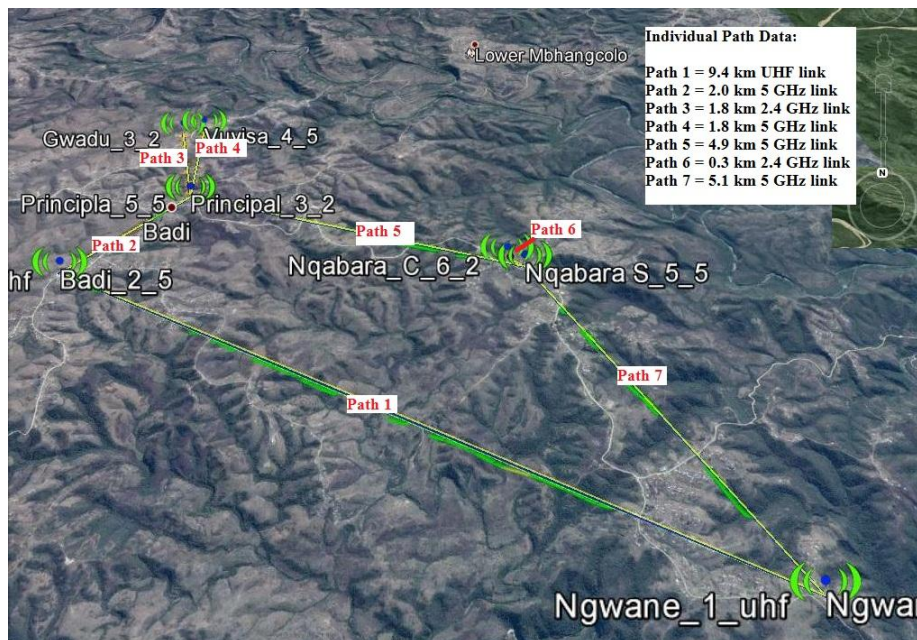 Individual Path Data:
Path 1 = 9.4 km UHF link
Path 2 = 2.0 km 5 GHz link
Path 3 = 1.8 km 2.4 GHz link
Path 4 = 1.8 km 5 GHz link
Path 5 = 4.9 km 5 GHz link
Path 6 = 0.3 km 2.4 GHz link
Path 7 = 5.1 km 5 GHz link
Lower Mbhangcolo
N
Gwadu_3_2
Vuyisa_4_5
Path 3
Path 4
Principla_5_5
Principal_3_2
Badi
Path 5
Path 6
Path 2
Nqabara_C_6_2
Nqabara S_5_5
hf
Badi_2_5
Path 7
Path 1
Ngwane_1_uhf
Ngwa